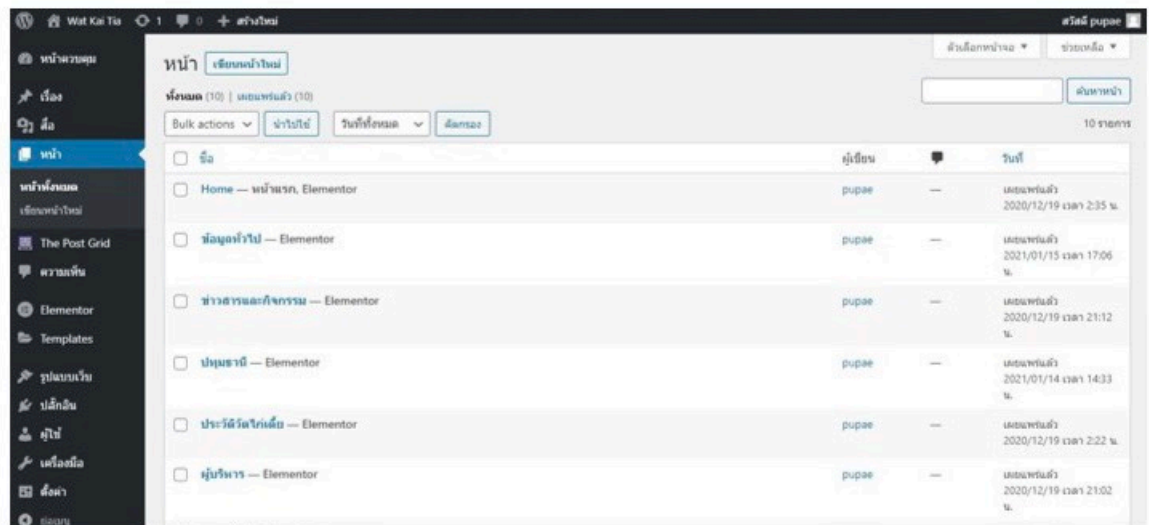 Wat Kai Tia 1 0 + สร้างใหม่ สวัสดี pupae
หน้าควบคุม
เรื่อง
สื่อ
หน้า
หน้าทั้งหมด
เขียนหน้าใหม่
The Post Grid
ความเห็น
Elementor
Templates
รูปแบบเว็บ
ปลั๊กอิน
ผู้ใช้
เครื่องมือ
ตั้งค่า
ตัวเลือกหน้าจอ ช่วยเหลือ
หน้า เขียนหน้าใหม่
ทั้งหมด (10) | เผยแพร่แล้ว (10)
ค้นหาหน้า
Bulk actions นำไปใช้ วันที่ทั้งหมด คัดกรอง
10 รายการ
ชื่อ ผู้เขียน วันที่
Home — หน้าแรก, Elementor pupae — เผยแพร่แล้ว
2020/12/19 เวลา 2:35 น.
ข้อมูลทั่วไป — Elementor pupae — เผยแพร่แล้ว
2021/01/15 เวลา 17:06
น.
ข่าวสารและกิจกรรม — Elementor pupae — เผยแพร่แล้ว
2020/12/19 เวลา 21:12
น.
ปทุมธานี — Elementor pupae — เผยแพร่แล้ว
2021/01/14 เวลา 14:33
น.
ประวัติวัดไก่เตี้ย — Elementor pupae — เผยแพร่แล้ว
2020/12/19 เวลา 2:22 น.
ผู้บริหาร — Elementor pupae — เผยแพร่แล้ว
2020/12/19 เวลา 21:02
น.